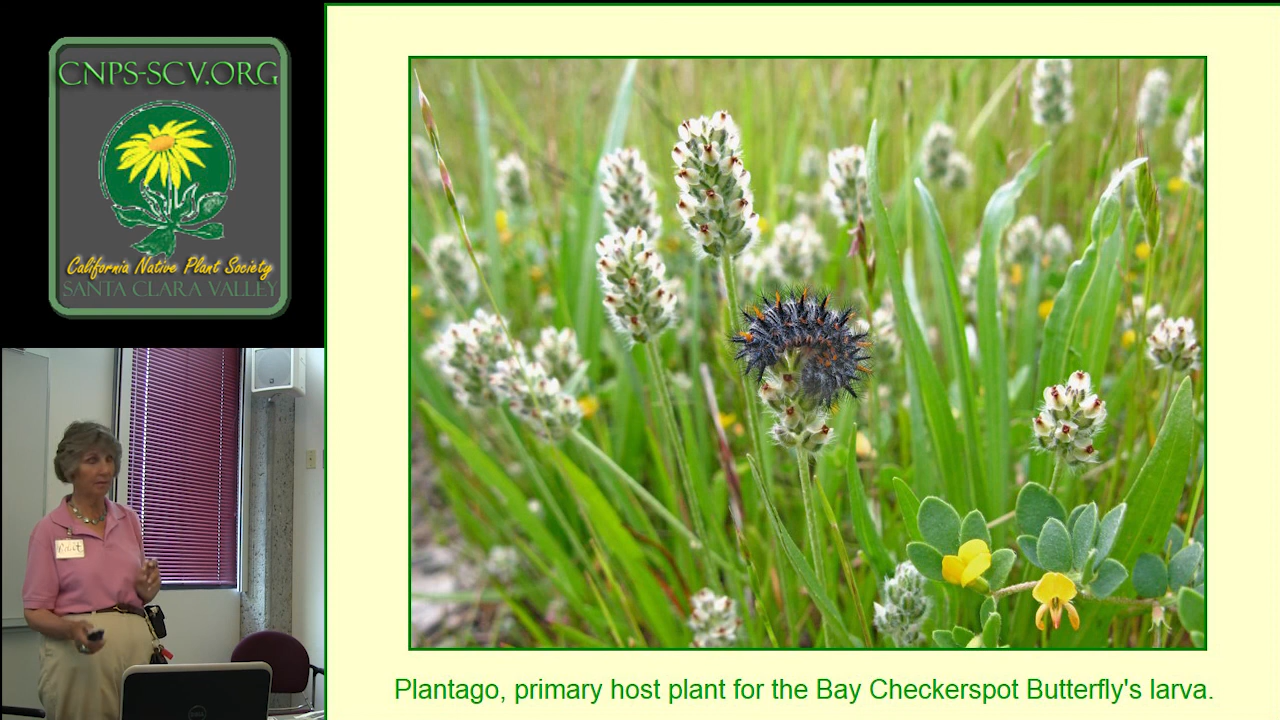 CNPS-SCV.ORG
California Native Plant Society
SANTA CLARA VALLEY
Plantago, primary host plant for the Bay Checkerspot Butterfly's larva.